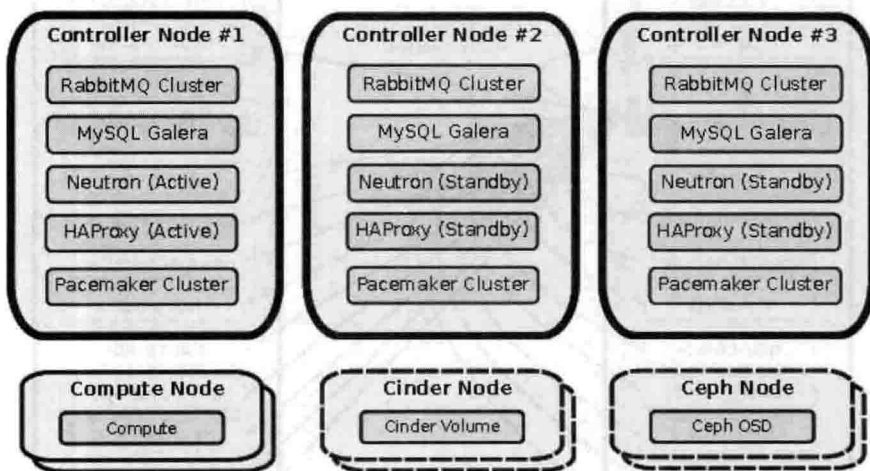 Controller Node #1
RabbitMQ Cluster
MySQL Galera
Neutron (Active)
HAProxy (Active)
Pacemaker Cluster
Controller Node #2
RabbitMQ Cluster
MySQL Galera
Neutron (Standby)
HAProxy (Standby)
Pacemaker Cluster
Controller Node #3
RabbitMQ Cluster
MySQL Galera
Neutron (Standby)
HAProxy (Standby)
Pacemaker Cluster
Compute Node
Compute
Cinder Node
Cinder Volume
Ceph Node
Ceph OSD